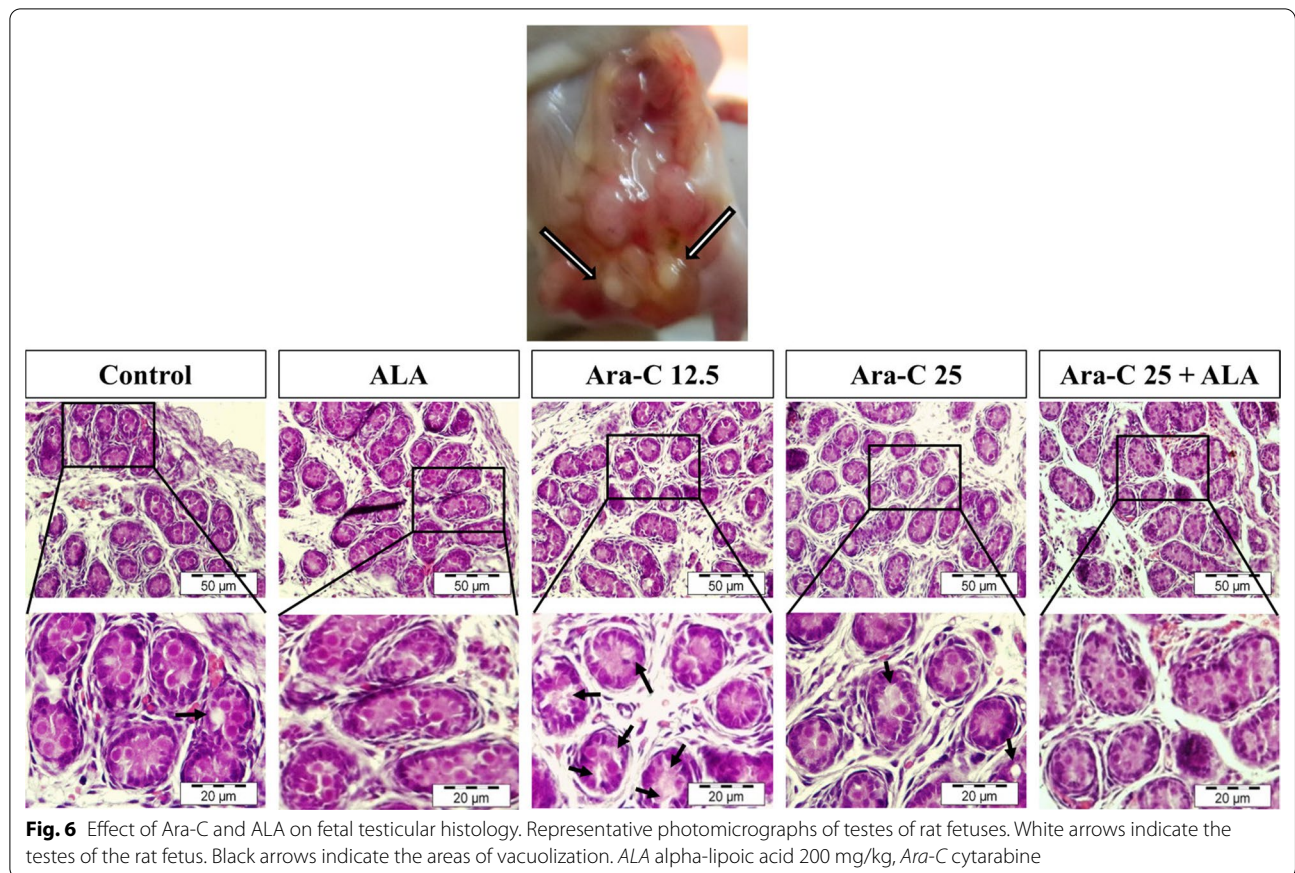 Control ALA Ara-C 12.5 Ara-C 25 Ara-C 25 + ALA
50 µm 50 µm 50 µm 50 µm 50 µm
20 µm 20 µm 20 µm 20 µm 20 µm
Fig. 6 Effect of Ara-C and ALA on fetal testicular histology. Representative photomicrographs of testes of rat fetuses. White arrows indicate the
testes of the rat fetus. Black arrows indicate the areas of vacuolization. ALA alpha-lipoic acid 200 mg/kg, Ara-C cytarabine